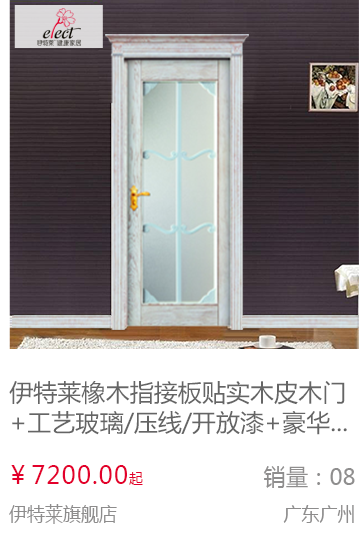 elect
伊特莱 健康家居
伊特莱橡木指接板贴实木皮木门
+工艺玻璃/压线/开放漆+豪华...
￥7200.00起
销量：08
伊特莱旗舰店
广东广州